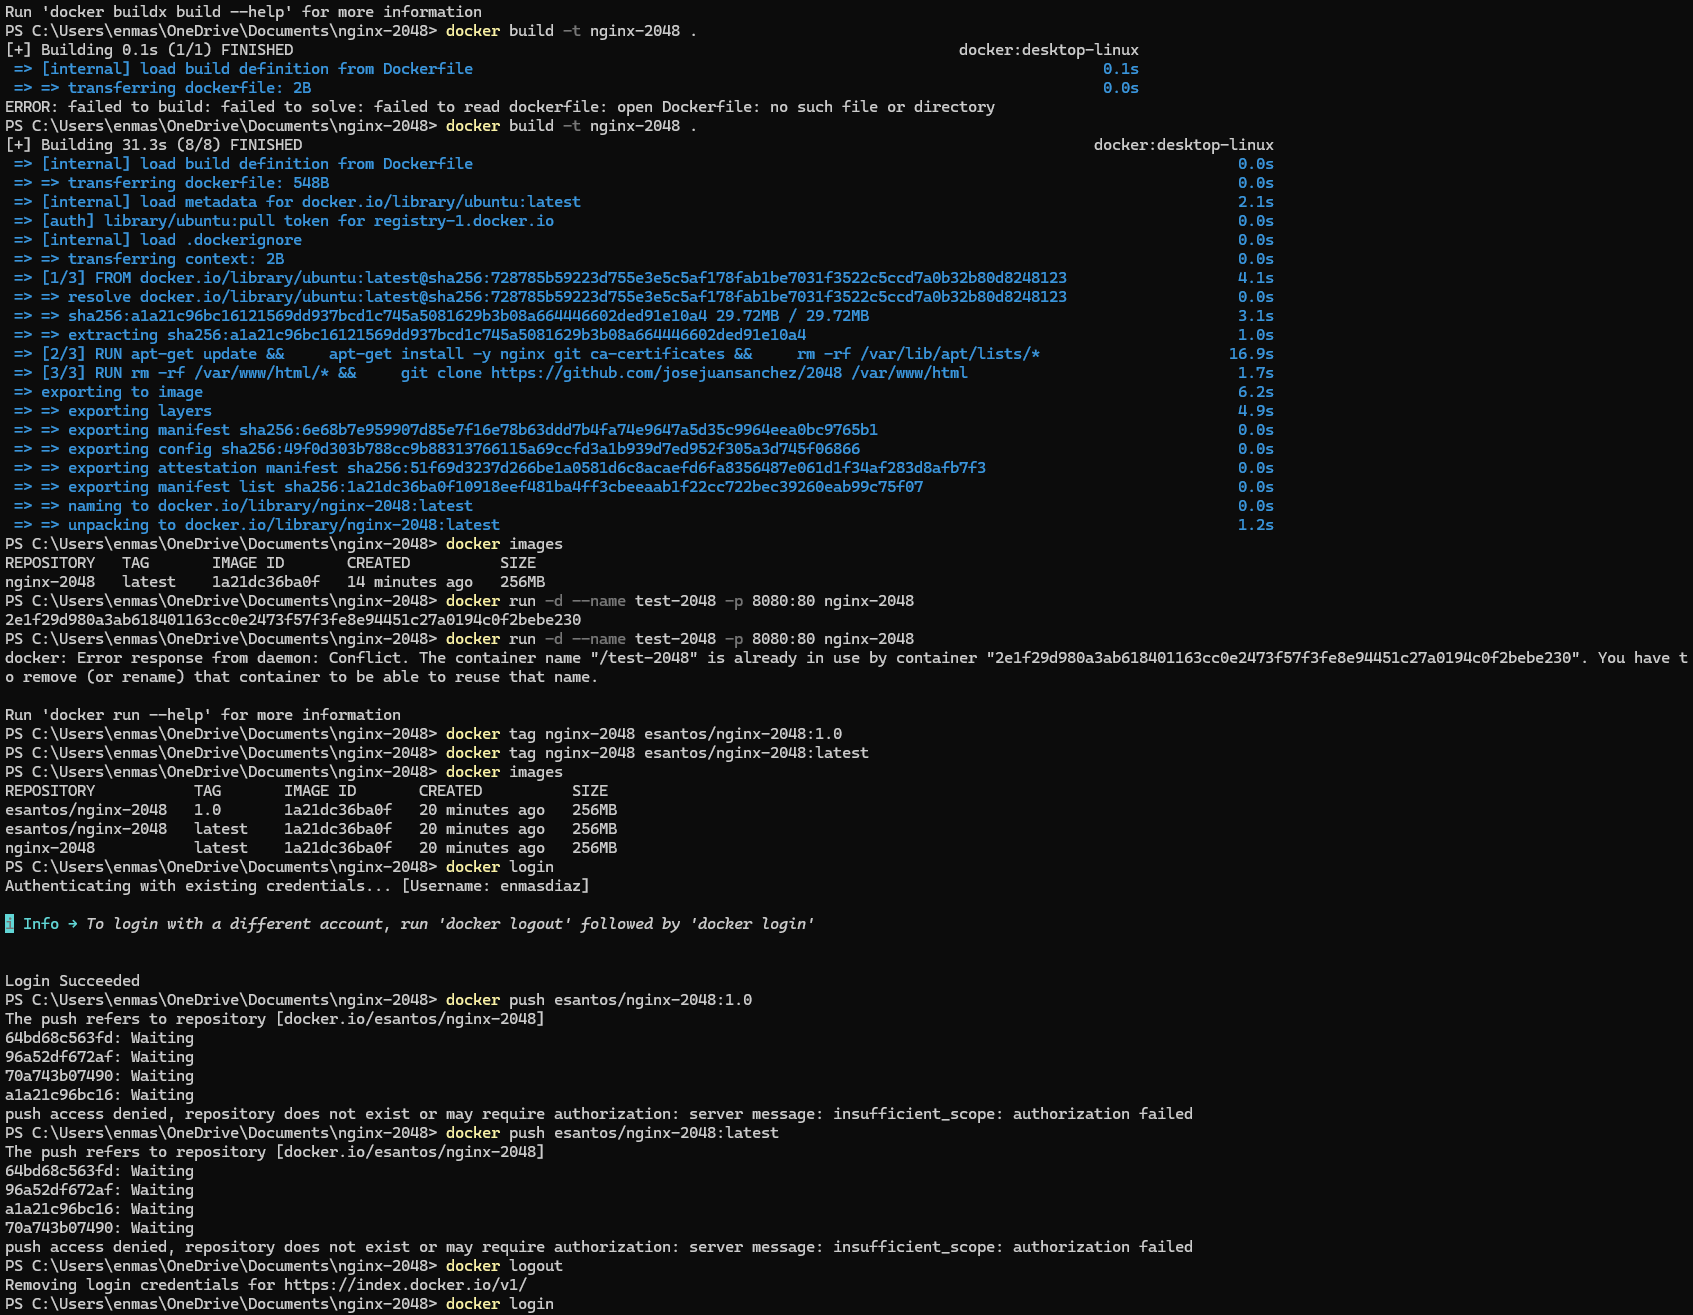 Run 'docker buildx build --help' for more information
PS C:\Users\enmas\OneDrive\Documents\nginx-2048> docker build -t nginx-2048 .
[+] Building 0.1s (1/1) FINISHED docker:desktop-linux
=> [internal] load build definition from Dockerfile 0.1s
=> => transferring dockerfile: 2B 0.0s
ERROR: failed to build: failed to solve: failed to read dockerfile: open Dockerfile: no such file or directory
PS C:\Users\enmas\OneDrive\Documents\nginx-2048> docker build -t nginx-2048 .
[+] Building 31.3s (8/8) FINISHED docker:desktop-linux
=> [internal] load build definition from Dockerfile 0.0s
=> => transferring dockerfile: 548B 0.0s
=> [internal] load metadata for docker.io/library/ubuntu:latest 2.1s
=> [auth] library/ubuntu:pull token for registry-1.docker.io 0.0s
=> [internal] load .dockerignore 0.0s
=> => transferring context: 2B 0.0s
=> [1/3] FROM docker.io/library/ubuntu:latest@sha256:728785b59223d755e3e5c5af178fab1be7031f3522c5ccd7a0b32b80d8248123 4.1s
=> => resolve docker.io/library/ubuntu:latest@sha256:728785b59223d755e3e5c5af178fab1be7031f3522c5ccd7a0b32b80d8248123 0.0s
=> => sha256:a1a21c96bc16121569dd937bcd1c745a5081629b3b08a664446602ded91e10a4 29.72MB / 29.72MB 3.1s
=> => extracting sha256:a1a21c96bc16121569dd937bcd1c745a5081629b3b08a664446602ded91e10a4 1.0s
=> [2/3] RUN apt-get update &&     apt-get install -y nginx git ca-certificates &&     rm -rf /var/lib/apt/lists/* 16.9s
=> [3/3] RUN rm -rf /var/www/html/* &&     git clone https://github.com/josejuansanchez/2048 /var/www/html 1.7s
=> exporting to image 6.2s
=> => exporting layers 4.9s
=> => exporting manifest sha256:6e68b7e959907d85e7f16e78b63ddd7b4fa74e9647a5d35c9964eea0bc9765b1 0.0s
=> => exporting config sha256:49f0d303b788cc9b88313766115a69ccfd3a1b939d7ed952f305a3d745f06866 0.0s
=> => exporting attestation manifest sha256:51f69d3237d266be1a0581d6c8acaefd6fa8356487e061d1f34af283d8afb7f3 0.0s
=> => exporting manifest list sha256:1a21dc36ba0f10918eef481ba4ff3cbeeaab1f22cc722bec39260eab99c75f07 0.0s
=> => naming to docker.io/library/nginx-2048:latest 0.0s
=> => unpacking to docker.io/library/nginx-2048:latest 1.2s
PS C:\Users\enmas\OneDrive\Documents\nginx-2048> docker images
REPOSITORY   TAG       IMAGE ID       CREATED          SIZE
nginx-2048   latest    1a21dc36ba0f   14 minutes ago   256MB
PS C:\Users\enmas\OneDrive\Documents\nginx-2048> docker run -d --name test-2048 -p 8080:80 nginx-2048
2e1f29d980a3ab618401163cc0e2473f57f3fe8e94451c27a0194c0f2bebe230
PS C:\Users\enmas\OneDrive\Documents\nginx-2048> docker run -d --name test-2048 -p 8080:80 nginx-2048
docker: Error response from daemon: Conflict. The container name "/test-2048" is already in use by container "2e1f29d980a3ab618401163cc0e2473f57f3fe8e94451c27a0194c0f2bebe230". You have t
o remove (or rename) that container to be able to reuse that name.
Run 'docker run --help' for more information
PS C:\Users\enmas\OneDrive\Documents\nginx-2048> docker tag nginx-2048 esantos/nginx-2048:1.0
PS C:\Users\enmas\OneDrive\Documents\nginx-2048> docker tag nginx-2048 esantos/nginx-2048:latest
PS C:\Users\enmas\OneDrive\Documents\nginx-2048> docker images
REPOSITORY           TAG       IMAGE ID       CREATED          SIZE
esantos/nginx-2048   1.0       1a21dc36ba0f   20 minutes ago   256MB
esantos/nginx-2048   latest    1a21dc36ba0f   20 minutes ago   256MB
nginx-2048           latest    1a21dc36ba0f   20 minutes ago   256MB
PS C:\Users\enmas\OneDrive\Documents\nginx-2048> docker login
Authenticating with existing credentials... [Username: enmasdiaz]
i Info → To login with a different account, run 'docker logout' followed by 'docker login'
Login Succeeded
PS C:\Users\enmas\OneDrive\Documents\nginx-2048> docker push esantos/nginx-2048:1.0
The push refers to repository [docker.io/esantos/nginx-2048]
64bd68c563fd: Waiting
96a52df672af: Waiting
70a743b07490: Waiting
a1a21c96bc16: Waiting
push access denied, repository does not exist or may require authorization: server message: insufficient_scope: authorization failed
PS C:\Users\enmas\OneDrive\Documents\nginx-2048> docker push esantos/nginx-2048:latest
The push refers to repository [docker.io/esantos/nginx-2048]
64bd68c563fd: Waiting
96a52df672af: Waiting
a1a21c96bc16: Waiting
70a743b07490: Waiting
push access denied, repository does not exist or may require authorization: server message: insufficient_scope: authorization failed
PS C:\Users\enmas\OneDrive\Documents\nginx-2048> docker logout
Removing login credentials for https://index.docker.io/v1/
PS C:\Users\enmas\OneDrive\Documents\nginx-2048> docker login